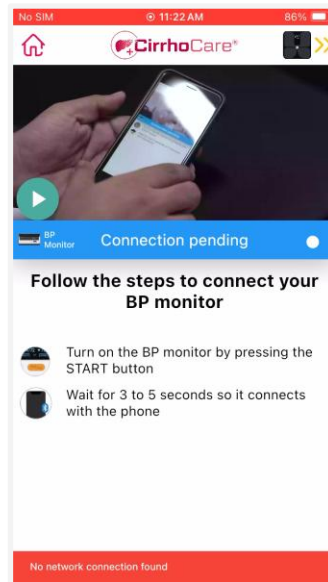 No SIM 11:22 AM 86%
CirrhoCare®
BP
Monitor
Connection pending
Follow the steps to connect your
BP monitor
Turn on the BP monitor by pressing the
START button
Wait for 3 to 5 seconds so it connects
with the phone
No network connection found